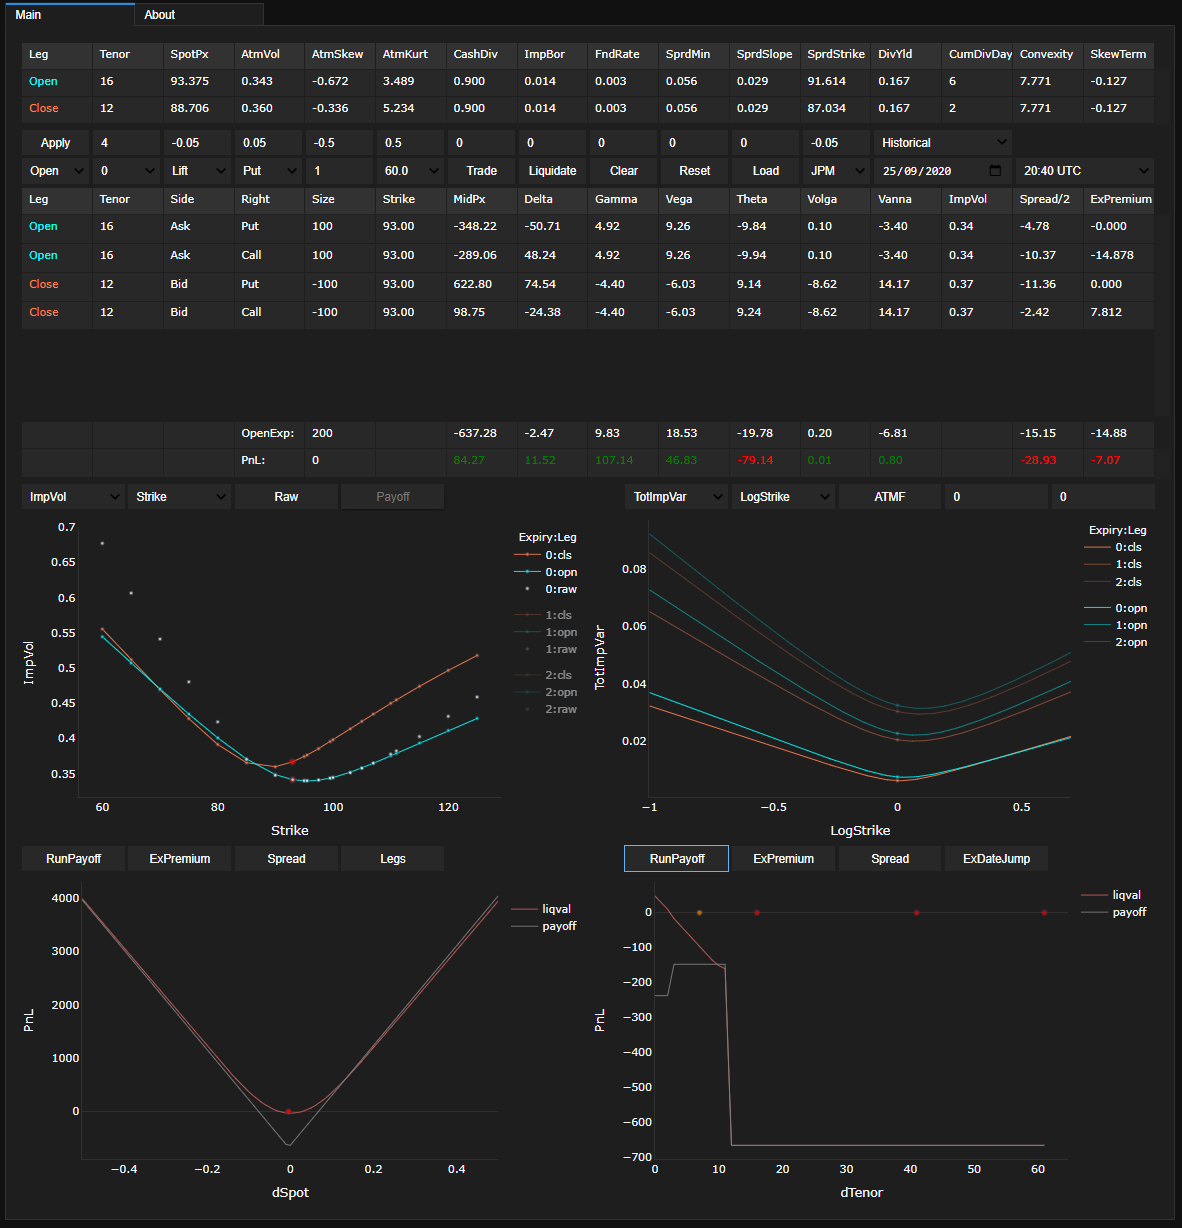 Main About
Leg Tenor SpotPx AtmVol AtmSkew AtmKurt CashDiv ImpBor FndRate SprdMin SprdSlope SprdStrike DivYld CumDivDay Convexity SkewTerm
Open 16 93.375 0.343 -0.672 3.489 0.900 0.014 0.003 0.056 0.029 91.614 0.167 6 7.771 -0.127
Close 12 88.706 0.360 -0.336 5.234 0.900 0.014 0.003 0.056 0.029 87.034 0.167 2 7.771 -0.127
Apply 4 -0.05 0.05 -0.5 0.5 0 0 0 0 0 -0.05 Historical
Open 0 Lift Put 1 60.0 Trade Liquidate Clear Reset Load JPM 25/09/2020 20:40 UTC
Leg Tenor Side Right Size Strike MidPx Delta Gamma Vega Theta Volga Vanna ImpVol Spread/2 ExPremium
Open 16 Ask Put 100 93.00 -348.22 -50.71 4.92 9.26 -9.84 0.10 -3.40 0.34 -4.78 -0.000
Open 16 Ask Call 100 93.00 -289.06 48.24 4.92 9.26 -9.94 0.10 -3.40 0.34 -10.37 -14.878
Close 12 Bid Put -100 93.00 622.80 74.54 -4.40 -6.03 9.14 -8.62 14.17 0.37 -11.36 0.000
Close 12 Bid Call -100 93.00 98.75 -24.38 -4.40 -6.03 9.24 -8.62 14.17 0.37 -2.42 7.812
OpenExp: 200 -637.28 -2.47 9.83 18.53 -19.78 0.20 -6.81 -15.15 -14.88
PnL: 0 84.27 11.52 107.14 46.83 -79.14 0.01 0.80 -28.93 -7.07
ImpVol Strike Raw Payoff
TotImpVar LogStrike ATMF 0 0
0.7
0.65
0.6
0.55
0.5
0.45
0.4
0.35
ImpVol
60 80 100 120
Strike
Expiry:Leg
0:cls
0:opn
0:raw
1:cls
1:opn
1:raw
2:cls
2:opn
2:raw
0.08
0.06
0.04
0.02
TotImpVar
−1 −0.5 0 0.5
LogStrike
Expiry:Leg
0:cls
1:cls
2:cls
0:opn
1:opn
2:opn
RunPayoff ExPremium Spread Legs
RunPayoff ExPremium Spread ExDateJump
4000
3000
2000
1000
0
PnL
−0.4 −0.2 0 0.2 0.4
dSpot
liqval
payoff
0
−100
−200
−300
−400
−500
−600
−700
PnL
0 10 20 30 40 50 60
dTenor
liqval
payoff